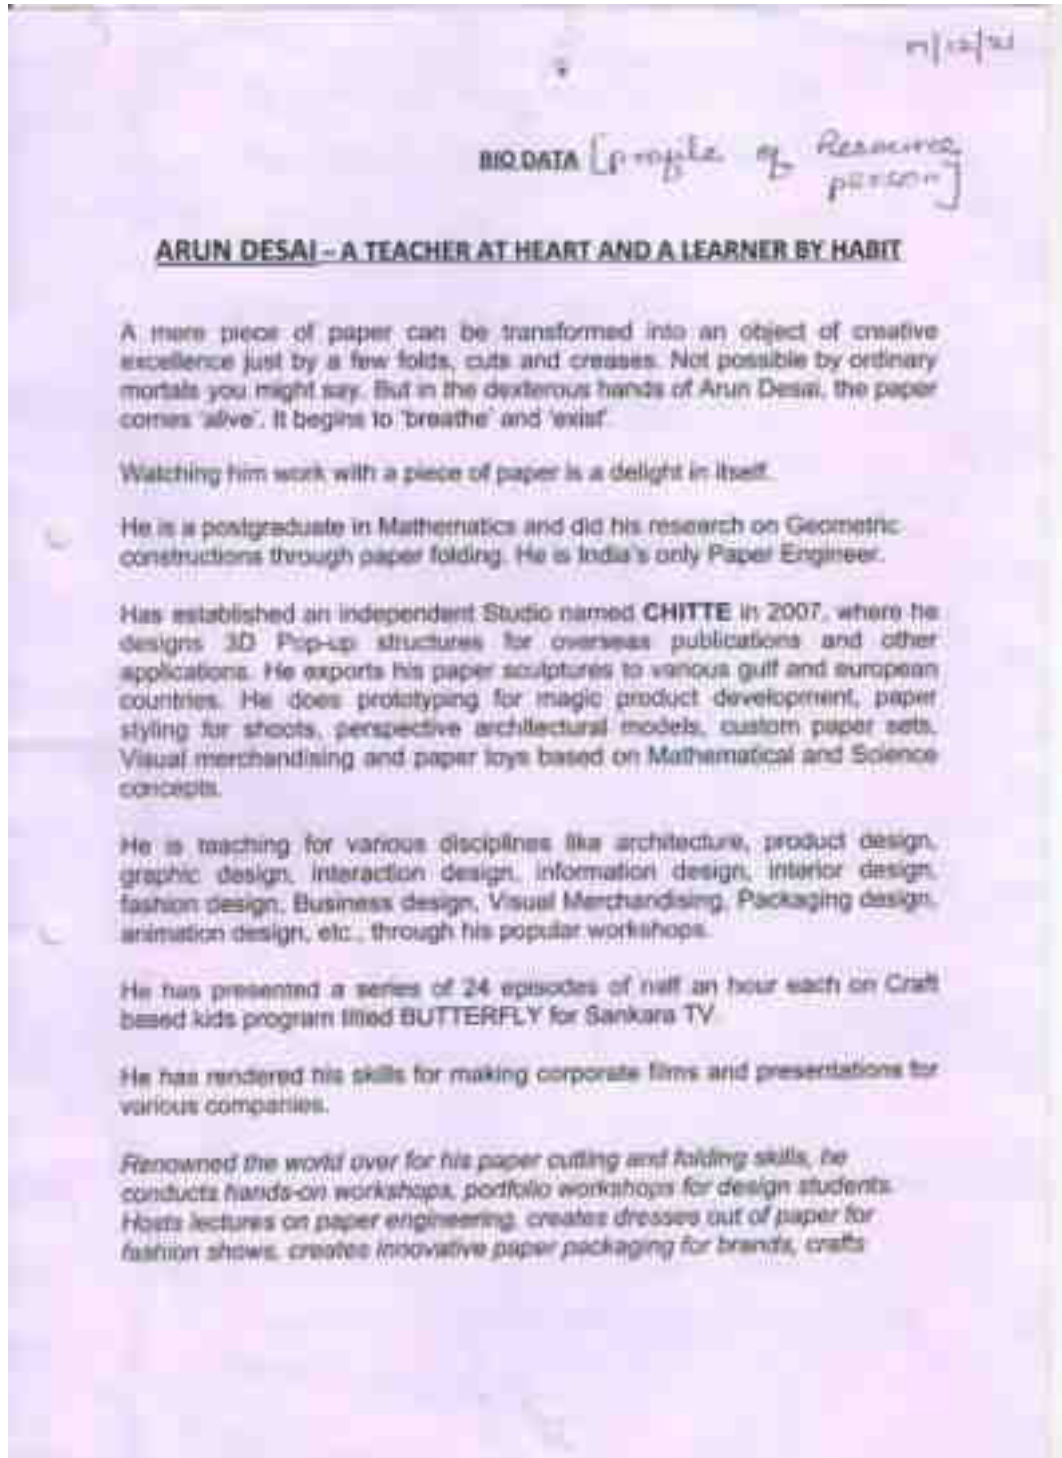 BIO DATA [profile of Resource
person]
ARUN DESAI – A TEACHER AT HEART AND A LEARNER BY HABIT
A mere piece of paper can be transformed into an object of creative
excellence just by a few folds, cuts and creases. Not possible by ordinary
mortals you might say. But in the dexterous hands of Arun Desai, the paper
comes 'alive'. It begins to 'breathe' and 'exist'.
Watching him work with a piece of paper is a delight in itself.
He is a postgraduate in Mathematics and did his research on Geometric
constructions through paper folding. He is India's only Paper Engineer.
Has established an independent Studio named CHITTE in 2007, where he
designs 3D Pop-up structures for overseas publications and other
applications. He exports his paper sculptures to various gulf and european
countries. He does prototyping for magic product development, paper
styling for shoots, perspective architectural models, custom paper sets,
Visual merchandising and paper toys based on Mathematical and Science
concepts.
He is teaching for various disciplines like architecture, product design,
graphic design, interaction design, information design, interior design,
fashion design, Business design, Visual Merchandising, Packaging design,
animation design, etc., through his popular workshops.
He has presented a series of 24 episodes of half an hour each on Craft
based kids program titled BUTTERFLY for Sankara TV.
He has rendered his skills for making corporate films and presentations for
various companies.
Renowned the world over for his paper cutting and folding skills, he
conducts hands-on workshops, portfolio workshops for design students.
Hosts lectures on paper engineering, creates dresses out of paper for
fashion shows, creates innovative paper packaging for brands, crafts